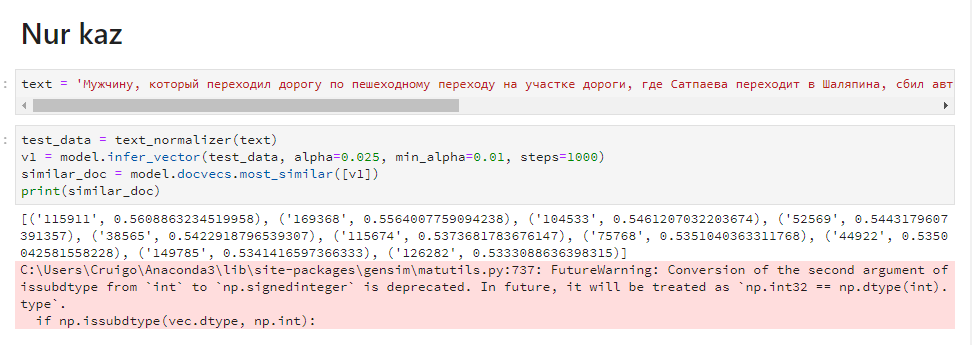 Nur kaz
: text = 'Мужчину, который переходил дорогу по пешеходному переходу на участке дороги, где Сатпаева переходит в Шаляпина, сбил авт
: test_data = text_normalizer(text)
v1 = model.infer_vector(test_data, alpha=0.025, min_alpha=0.01, steps=1000)
similar_doc = model.docvecs.most_similar([v1])
print(similar_doc)
[('115911', 0.5608863234519958), ('169368', 0.5564007759094238), ('104533', 0.5461207032203674), ('52569', 0.5443179607
391357), ('38565', 0.5422918796539307), ('115674', 0.5373681783676147), ('75768', 0.5351040363311768), ('44922', 0.5350
042581558228), ('149785', 0.5341416597366333), ('126282', 0.5333088636398315)]
C:\Users\Cruigo\Anaconda3\lib\site-packages\gensim\matutils.py:737: FutureWarning: Conversion of the second argument of
issubdtype from `int` to `np.signedinteger` is deprecated. In future, it will be treated as `np.int32 == np.dtype(int).
type`.
if np.issubdtype(vec.dtype, np.int):